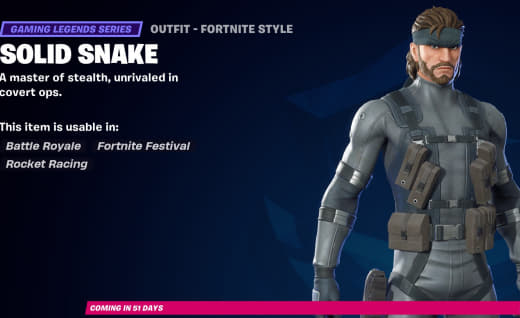 GAMING LEGENDS SERIES OUTFIT - FORTNITE STYLE
SOLID SNAKE
A master of stealth, unrivaled in
covert ops.
This item is usable in:
Battle Royale Fortnite Festival
Rocket Racing
COMING IN 51 DAYS